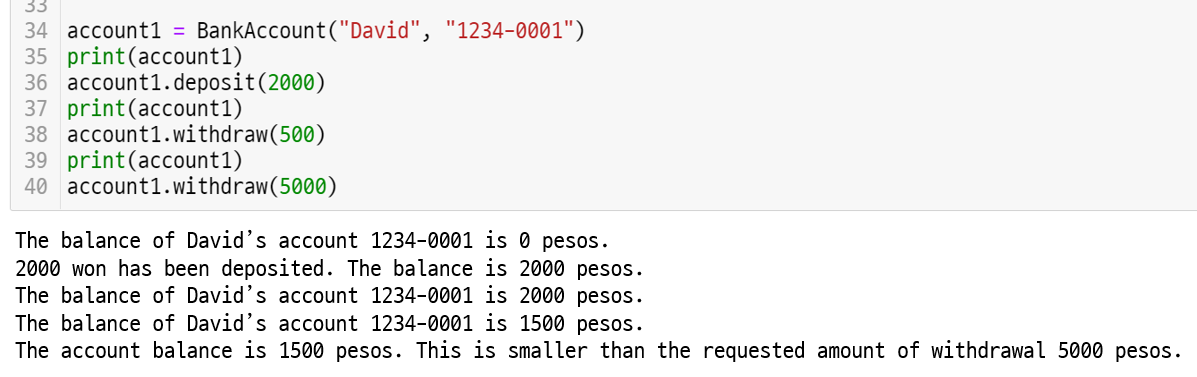 33
34 account1 = BankAccount("David", "1234-0001")
35 print(account1)
36 account1.deposit(2000)
37 print(account1)
38 account1.withdraw(500)
39 print(account1)
40 account1.withdraw(5000)
The balance of David’s account 1234-0001 is 0 pesos.
2000 won has been deposited. The balance is 2000 pesos.
The balance of David’s account 1234-0001 is 2000 pesos.
The balance of David’s account 1234-0001 is 1500 pesos.
The account balance is 1500 pesos. This is smaller than the requested amount of withdrawal 5000 pesos.